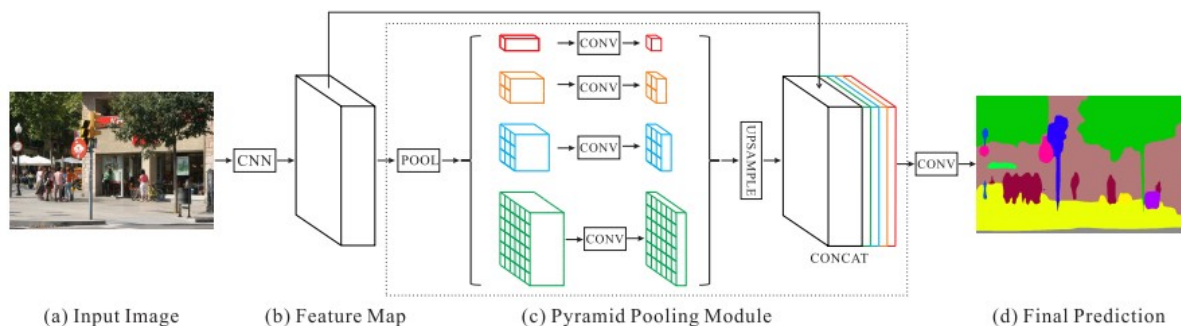 CNN
POOL
CONV
CONV
CONV
CONV
UPSAMPLE
CONCAT
CONV
(a) Input Image
(b) Feature Map
(c) Pyramid Pooling Module
(d) Final Prediction